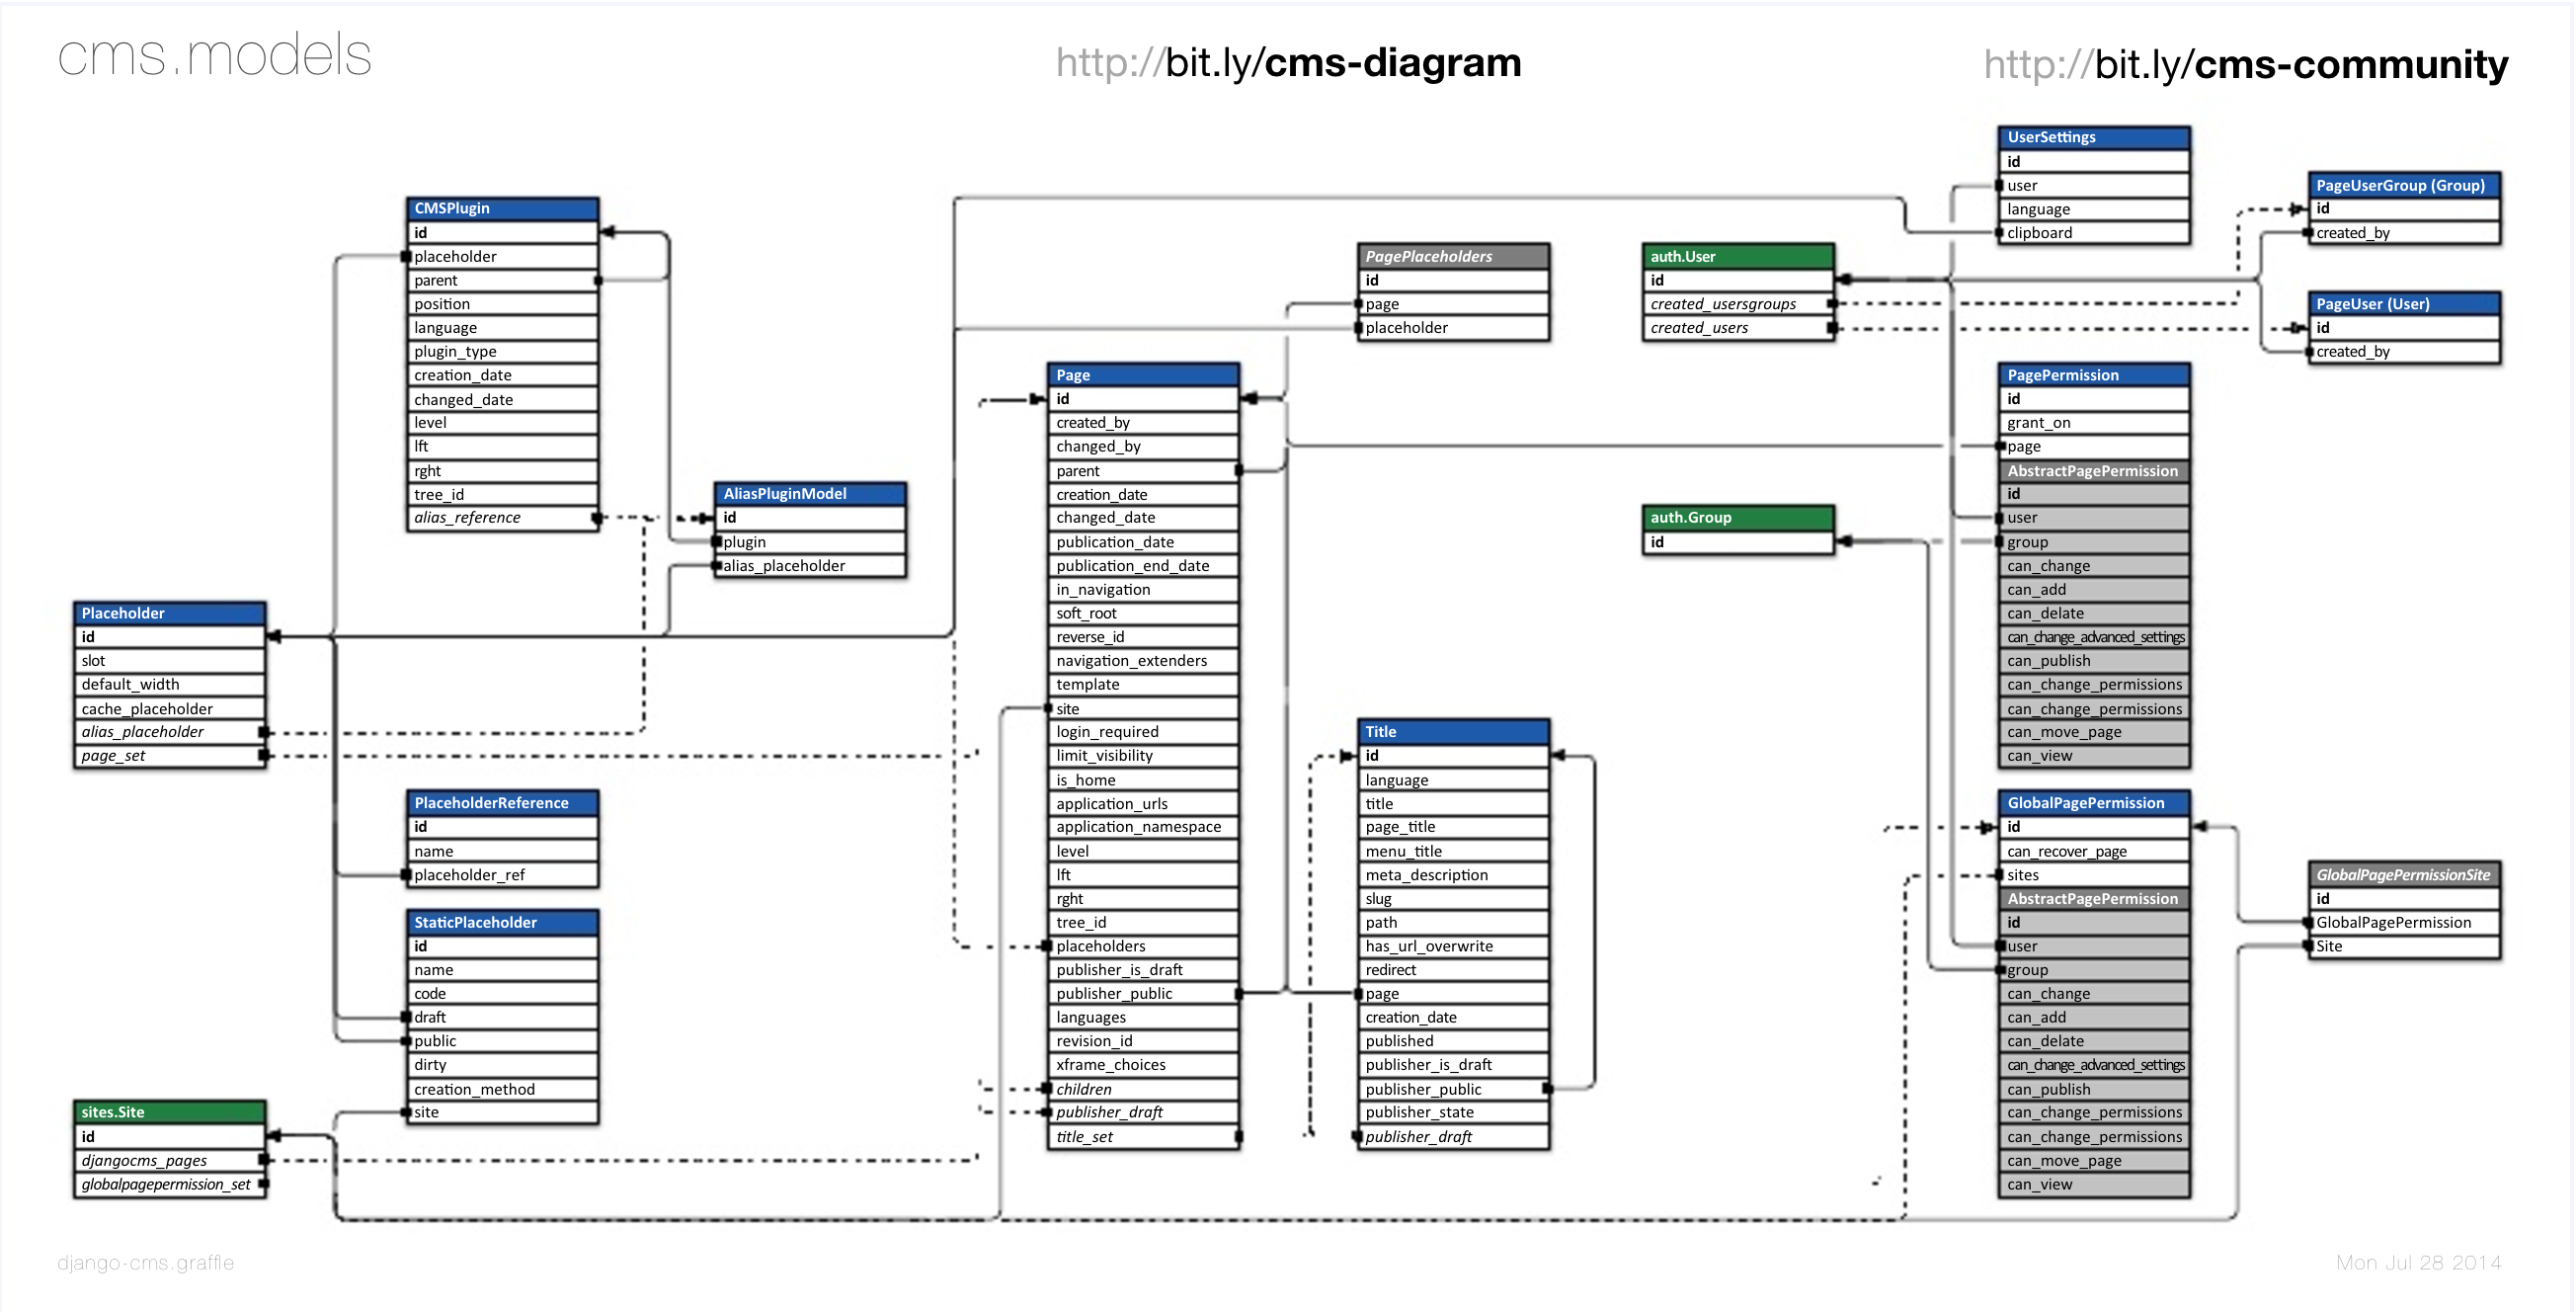 cms.models
http://bit.ly/cms-diagram
http://bit.ly/cms-community
CMSPlugin
id
placeholder
parent
position
language
plugin_type
creation_date
changed_date
level
lft
rght
tree_id
alias_reference
AliasPluginModel
id
plugin
alias_placeholder
Placeholder
id
slot
default_width
cache_placeholder
alias_placeholder
page_set
PlaceholderReference
id
name
placeholder_ref
StaticPlaceholder
id
name
code
draft
public
dirty
creation_method
site
sites.Site
id
djangocms_pages
globalpagepermission_set
Page
id
created_by
changed_by
parent
creation_date
changed_date
publication_date
publication_end_date
in_navigation
soft_root
reverse_id
navigation_extenders
template
site
login_required
limit_visibility
is_home
application_urls
application_namespace
level
lft
rght
tree_id
placeholders
publisher_is_draft
publisher_public
languages
revision_id
xframe_choices
children
publisher_draft
title_set
PagePlaceholders
id
page
placeholder
Title
id
language
title
page_title
menu_title
meta_description
slug
path
has_url_overwrite
redirect
page
creation_date
published
publisher_is_draft
publisher_public
publisher_state
publisher_draft
auth.User
id
created_usersgroups
created_users
auth.Group
id
UserSettings
id
user
language
clipboard
PageUserGroup (Group)
id
created_by
PageUser (User)
id
created_by
PagePermission
id
grant_on
page
AbstractPagePermission
id
user
group
can_change
can_add
can_delate
can_change_advanced_settings
can_publish
can_change_permissions
can_change_permissions
can_move_page
can_view
GlobalPagePermission
id
can_recover_page
sites
AbstractPagePermission
id
user
group
can_change
can_add
can_delate
can_change_advanced_settings
can_publish
can_change_permissions
can_change_permissions
can_move_page
can_view
GlobalPagePermissionSite
id
GlobalPagePermission
Site
django-cms.graffle
Mon Jul 28 2014